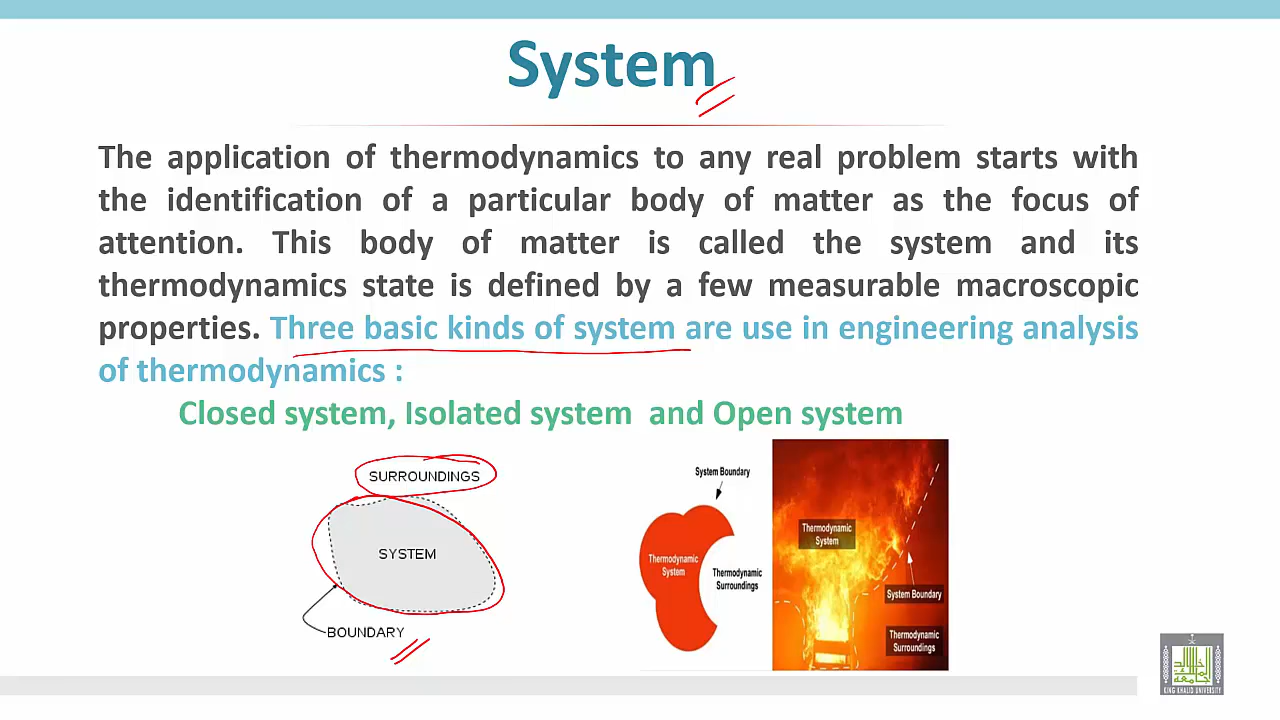 System
The application of thermodynamics to any real problem starts with
the identification of a particular body of matter as the focus of
attention. This body of matter is called the system and its
thermodynamics state is defined by a few measurable macroscopic
properties. Three basic kinds of system are use in engineering analysis
of thermodynamics :
Closed system, Isolated system and Open system
SURROUNDINGS
SYSTEM
BOUNDARY
System Boundary
Thermodynamic
System
Thermodynamic
Surroundings
Thermodynamic
System
System Boundary
Thermodynamic
Surroundings
KING KHALID UNIVERSITY